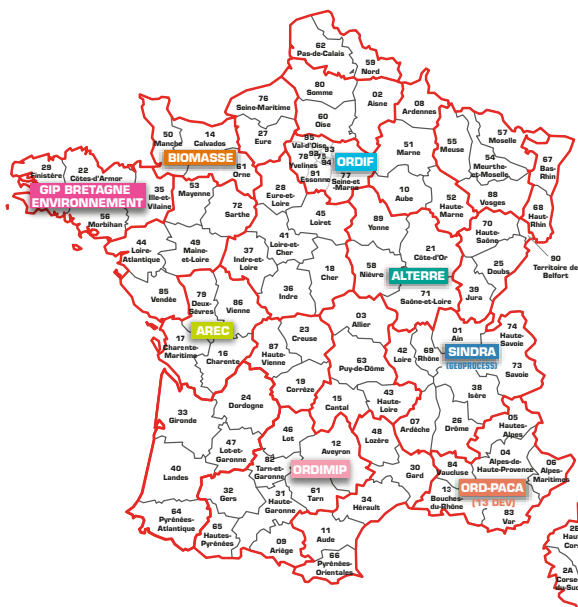 62
Pas-de-Calais
59
Nord
80
Somme
02
Aisne
08
Ardennes
76
Seine-Maritime
60
Oise
27
Eure
50
Manche
14
Calvados
BIOMASSE
61
Orne
95
Val-d'Oise
78
Yvelines
92
75
93
94
ORDIF
91
Essonne
77
Seine-et
-Marne
51
Marne
55
Meuse
57
Moselle
54
Meurthe-
et-Moselle
67
Bas-
Rhin
68
Haut-
Rhin
88
Vosges
52
Haute-
Marne
10
Aube
29
Finistère
22
Côtes-d'Armor
GIP BRETAGNE
ENVIRONNEMENT
56
Morbihan
35
Ille-et-
Vilaine
53
Mayenne
72
Sarthe
28
Eure-et
Loire
45
Loiret
89
Yonne
70
Haute-
Saône
90
Territoire de
Belfort
25
Doubs
39
Jura
21
Côte-d'Or
58
Nièvre
ALTERRE
71
Saône-et-Loire
44
Loire-
Atlantique
49
Maine-
et-Loire
37
Indre-et
Loire
41
Loir-et-
Cher
18
Cher
36
Indre
85
Vendée
79
Deux-
Sèvres
86
Vienne
AREC
17
Charente-
Maritime
16
Charente
87
Haute-
Vienne
23
Creuse
03
Allier
63
Puy-de-Dôme
42
Loire
69
Rhône
01
Ain
SINDRA
(GEOPROCESS)
74
Haute-
Savoie
73
Savoie
38
Isère
19
Corrèze
15
Cantal
43
Haute-
Loire
07
Ardèche
26
Drôme
05
Hautes-
Alpes
33
Gironde
24
Dordogne
47
Lot-et-
Garonne
46
Lot
12
Aveyron
48
Lozère
82
Tarn-et
Garonne
ORDIMIP
61
Tarn
40
Landes
32
Gers
31
Haute-
Garonne
64
Pyrénées-
Atlantique
65
Hautes-
Pyrénées
09
Ariège
11
Aude
66
Pyrénées-
Orientales
34
Hérault
30
Gard
84
Vaucluse
04
Alpes-de
Haute-Provence
06
Alpes-
Maritimes
13
Bouches-
du-Rhône
ORD-PACA
(13 DEV)
83
Var
2B
Haut
Cors
2A
Corse
du Sud